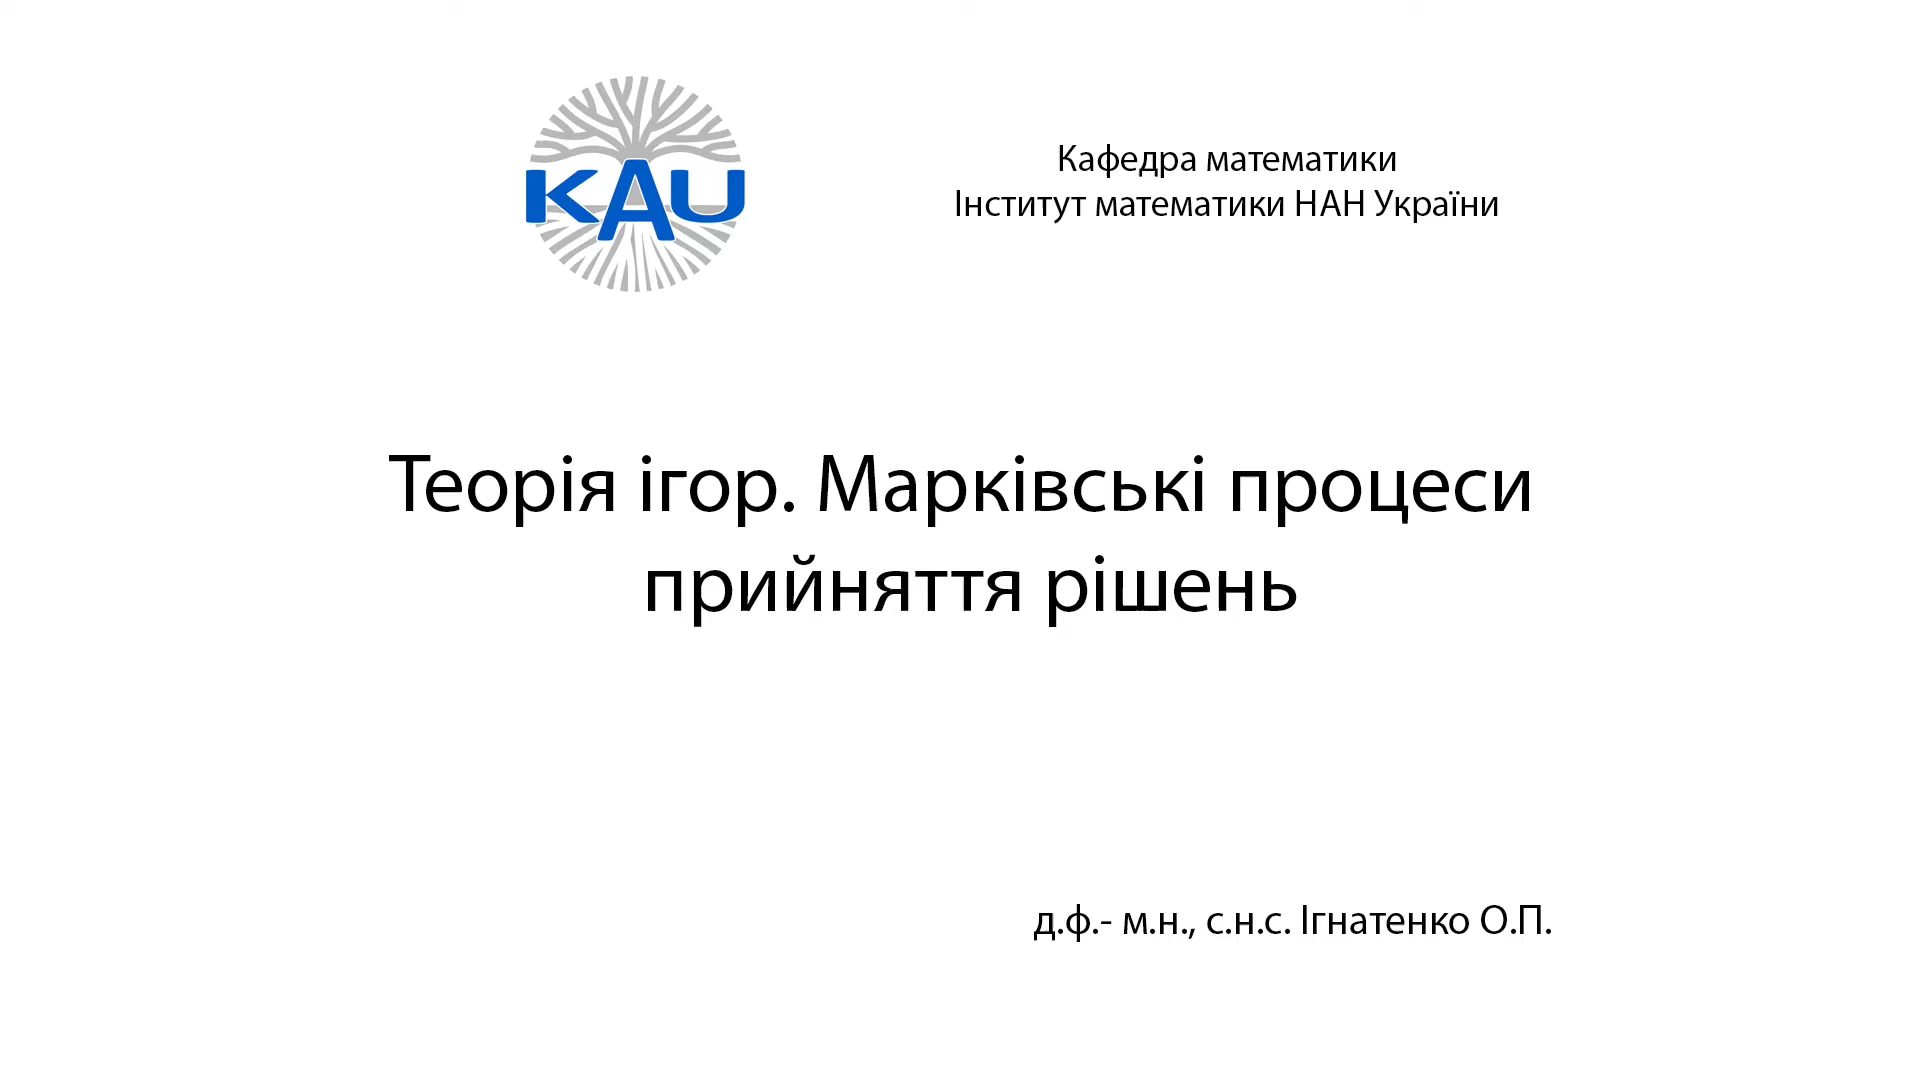 KAU
Кафедра математики
Інститут математики НАН України
Теорія ігор. Марківські процеси
прийняття рішень
д.ф.- м.н., с.н.с. Ігнатенко О.П.